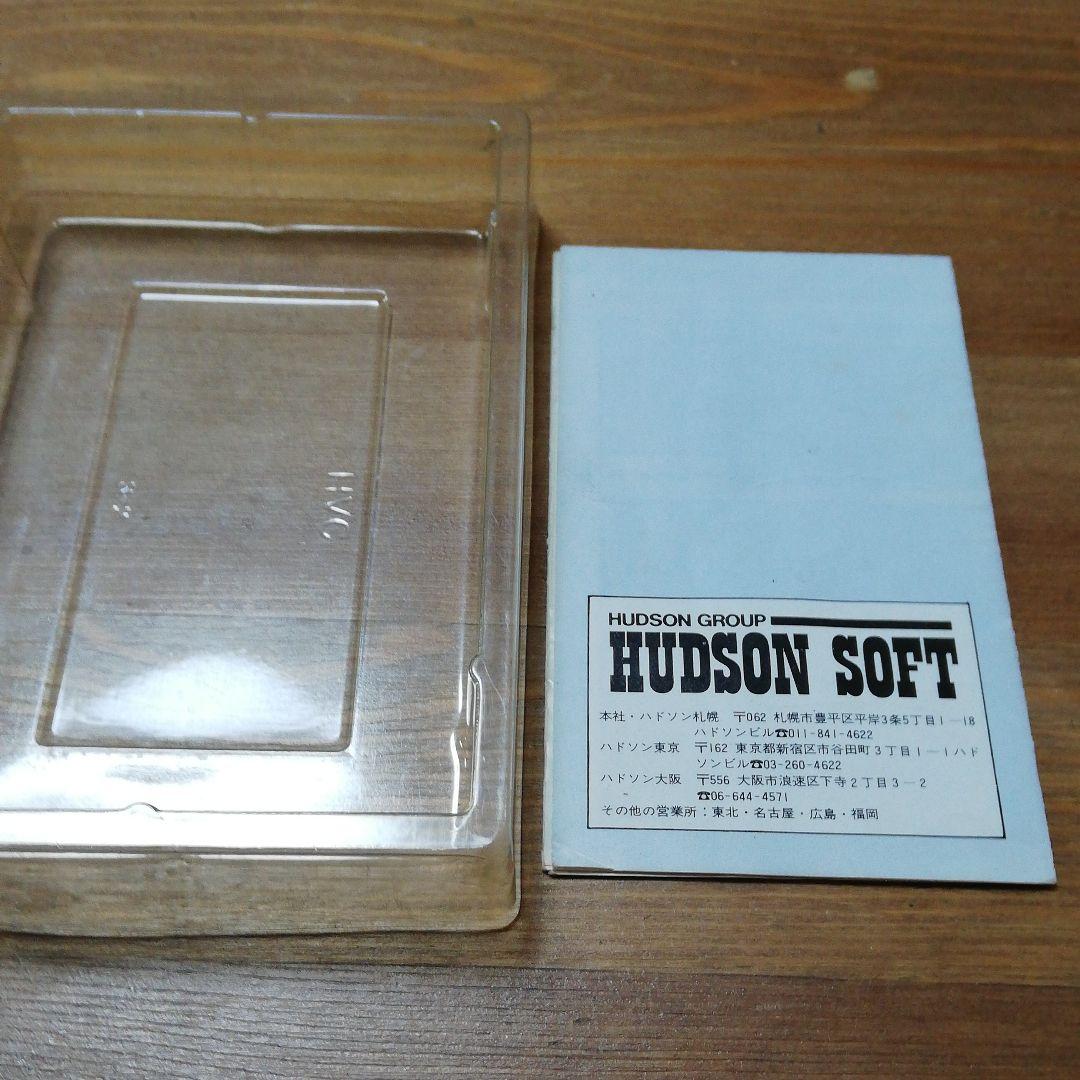 HVC
HUDSON GROUP
HUDSON SOFT
本社・ハドソン札幌 〒062 札幌市豊平区平岸3条5丁目1―18
ハドソンビル☎011-841-4622
ハドソン東京 〒162 東京都新宿区市谷田町3丁目1―1ハド
ソンビル☎03-260-4622
ハドソン大阪 〒556 大阪市浪速区下寺2丁目3―2
☎06-644-4571
その他の営業所：東北・名古屋・広島・福岡